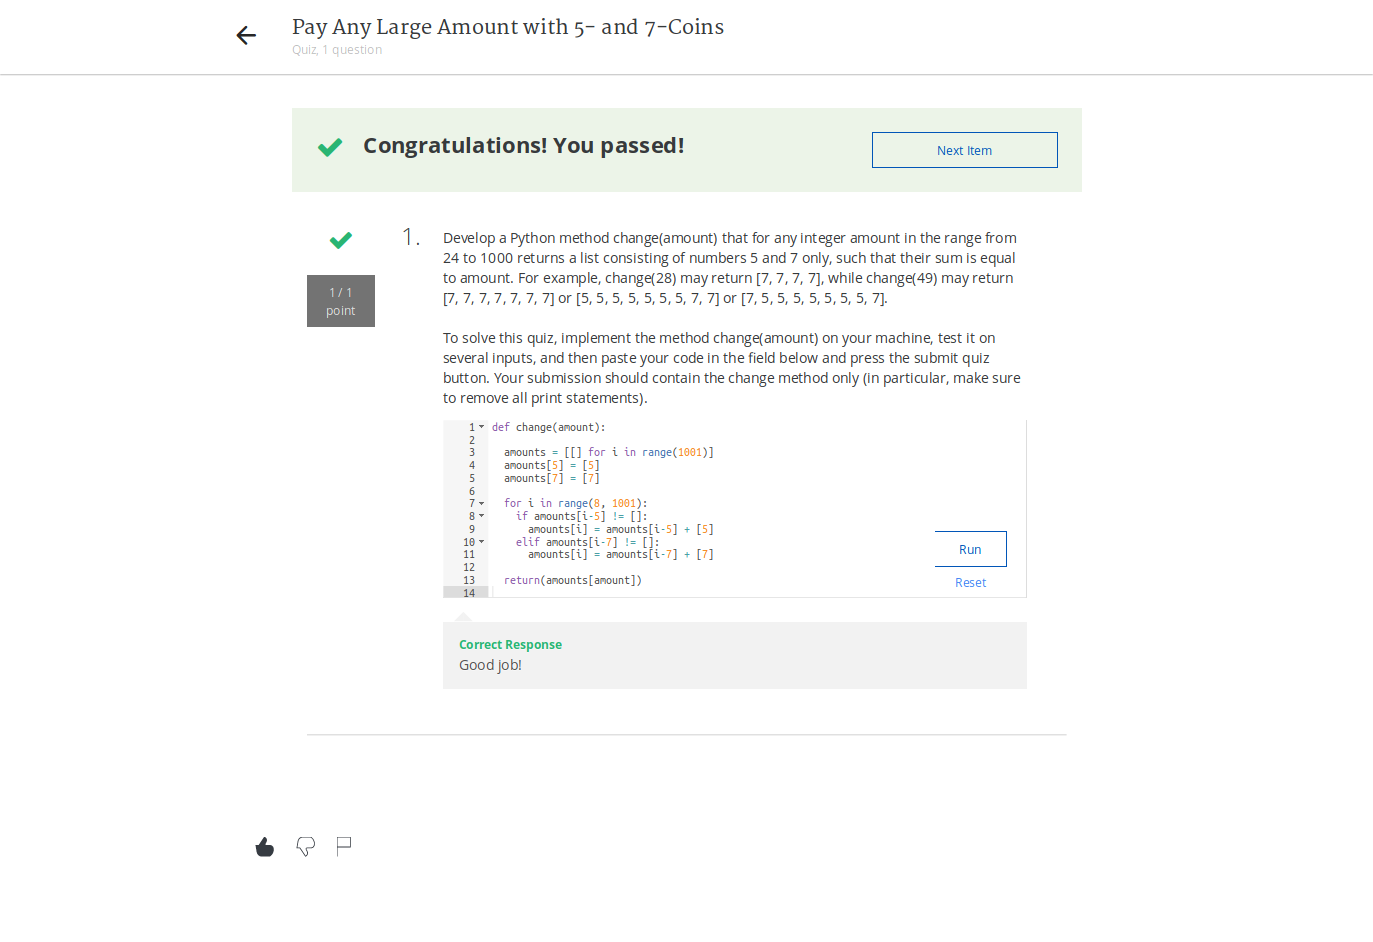 Pay Any Large Amount with 5- and 7-Coins
Quiz, 1 question
Congratulations! You passed!
Next Item
1.
1 / 1
point
Develop a Python method change(amount) that for any integer amount in the range from
24 to 1000 returns a list consisting of numbers 5 and 7 only, such that their sum is equal
to amount. For example, change(28) may return [7, 7, 7, 7], while change(49) may return
[7, 7, 7, 7, 7, 7, 7] or [5, 5, 5, 5, 5, 5, 5, 7, 7] or [7, 5, 5, 5, 5, 5, 5, 5, 7].
To solve this quiz, implement the method change(amount) on your machine, test it on
several inputs, and then paste your code in the field below and press the submit quiz
button. Your submission should contain the change method only (in particular, make sure
to remove all print statements).
1 def change(amount):
2
3 amounts = [[] for i in range(1001)]
4 amounts[5] = [5]
5 amounts[7] = [7]
6
7 for i in range(8, 1001):
8 if amounts[i-5] != []:
9 amounts[i] = amounts[i-5] + [5]
10 elif amounts[i-7] != []:
11 amounts[i] = amounts[i-7] + [7]
12
13 return(amounts[amount])
14
Run
Reset
Correct Response
Good job!